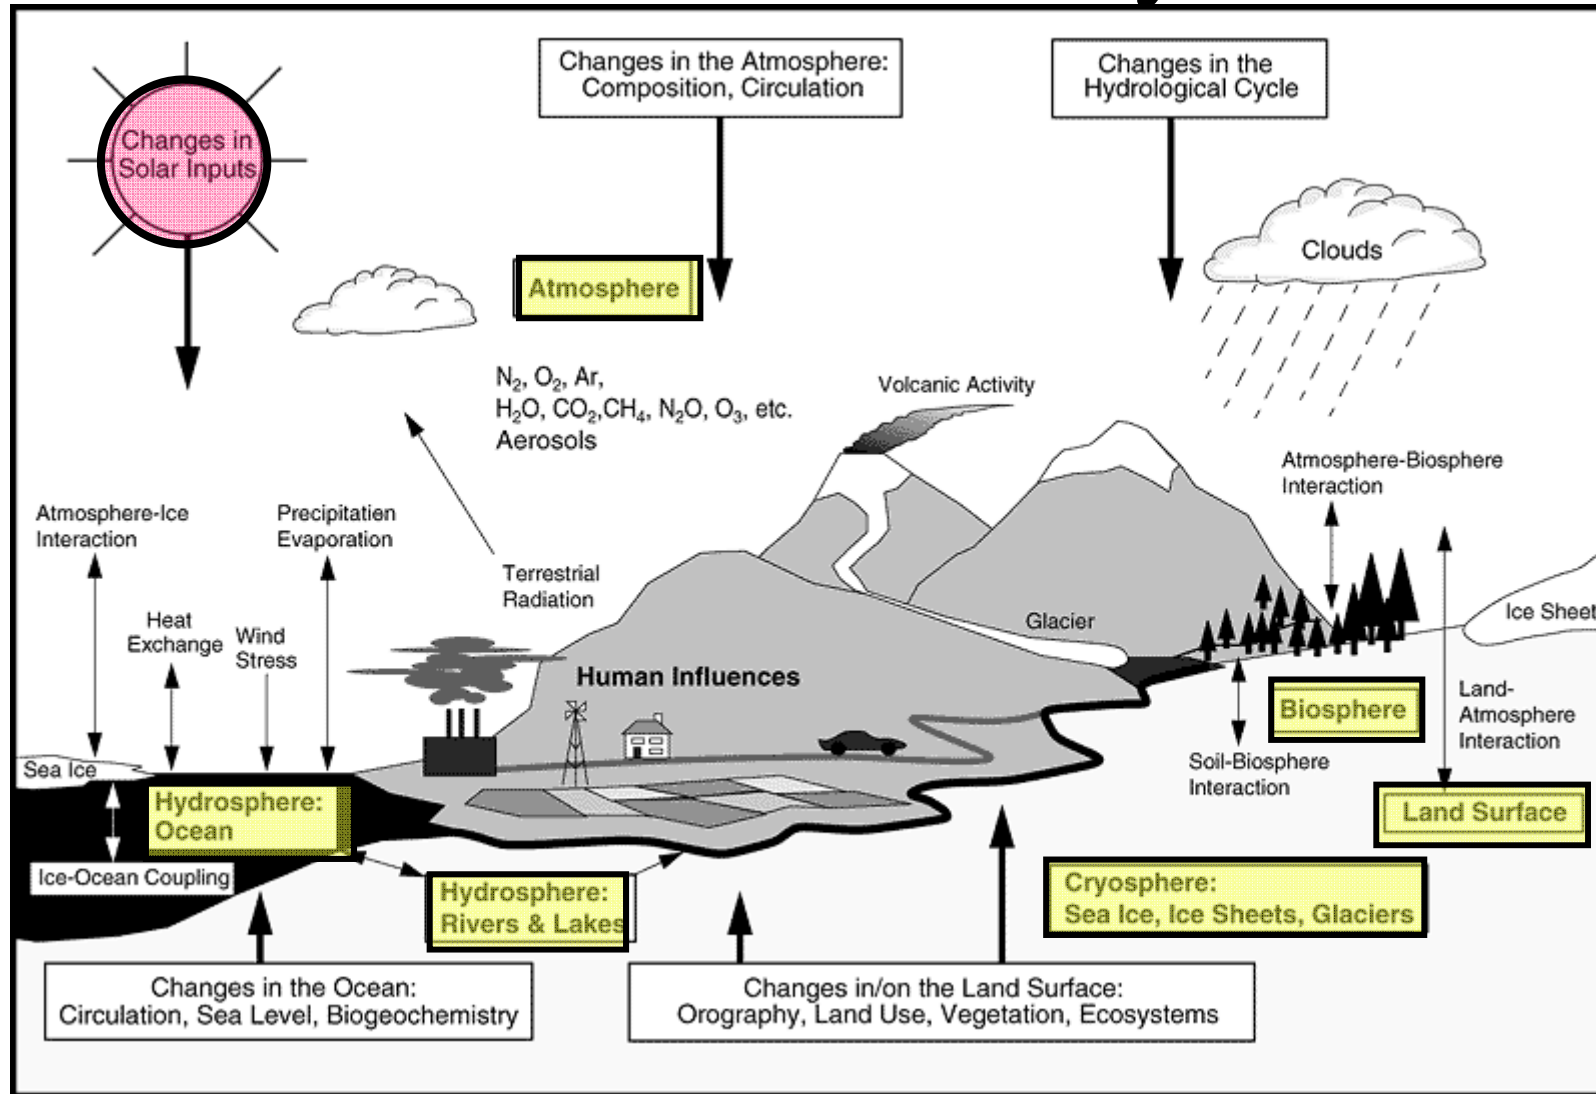 Changes in
Solar Inputs
Changes in the Atmosphere:
Composition, Circulation
Changes in the
Hydrological Cycle
Clouds
Atmosphere
N₂, O₂, Ar,
H₂O, CO₂,CH₄, N₂O, O₃, etc.
Aerosols
Volcanic Activity
Atmosphere-Biosphere
Interaction
Atmosphere-Ice
Interaction
Precipitation
Evaporation
Terrestrial
Radiation
Heat
Exchange
Wind
Stress
Glacier
Ice Sheet
Human Influences
Biosphere
Land-
Atmosphere
Interaction
Soil-Biosphere
Interaction
Sea Ice
Hydrosphere:
Ocean
Land Surface
Ice-Ocean Coupling
Hydrosphere:
Rivers & Lakes
Cryosphere:
Sea Ice, Ice Sheets, Glaciers
Changes in the Ocean:
Circulation, Sea Level, Biogeochemistry
Changes in/on the Land Surface:
Orography, Land Use, Vegetation, Ecosystems